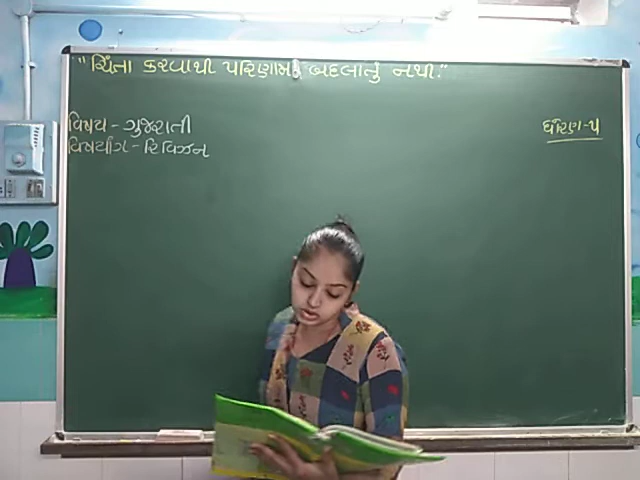 "ચિંતા કરવાથી પરિણામ બદલાતું નથી."
વિષય - ગુજરાતી
ધોરણ-૫
વિષયાંગ - રિવિઝન